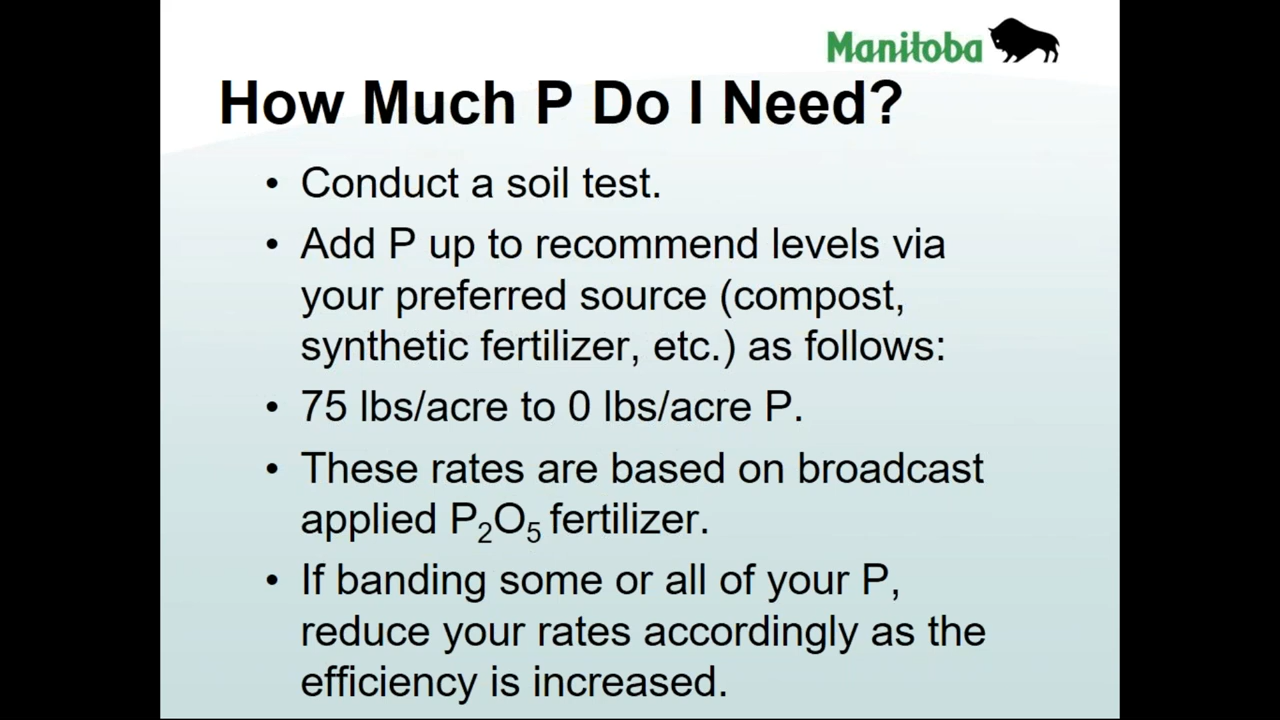 Manitoba
How Much P Do I Need?
• Conduct a soil test.
• Add P up to recommend levels via
your preferred source (compost,
synthetic fertilizer, etc.) as follows:
• 75 lbs/acre to 0 lbs/acre P.
• These rates are based on broadcast
applied P₂O₅ fertilizer.
• If banding some or all of your P,
reduce your rates accordingly as the
efficiency is increased.